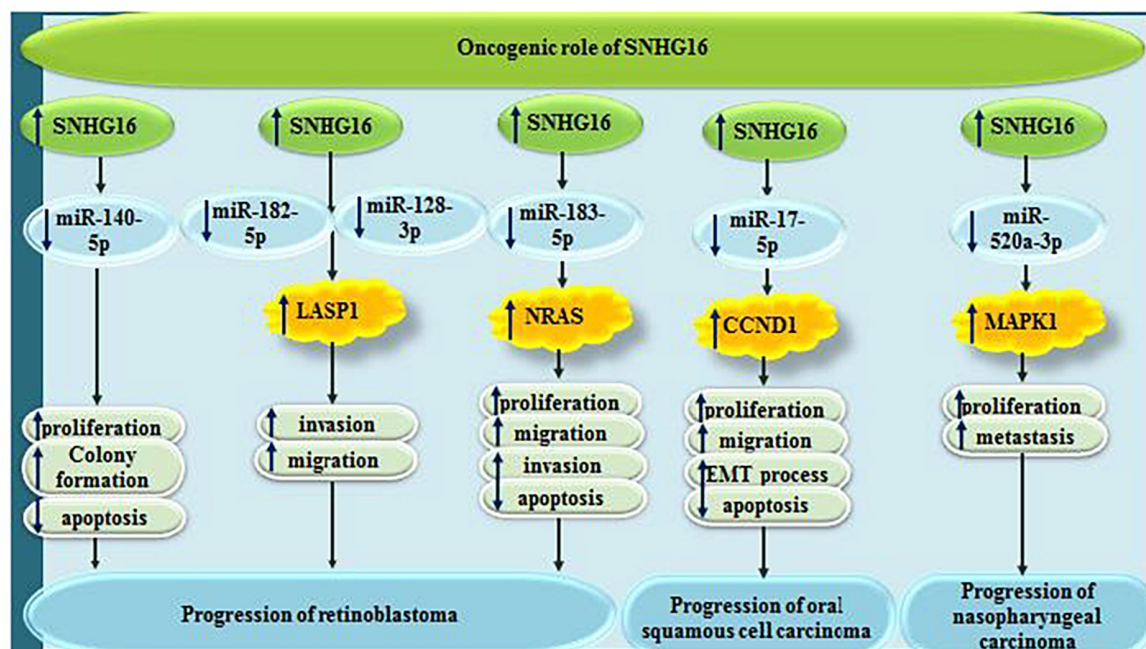 Oncogenic role of SNHG16
SNHG16
SNHG16
SNHG16
SNHG16
SNHG16
miR-140-
5p
miR-182-
5p
miR-128-
3p
miR-183-
5p
miR-17-
5p
miR-
520a-3p
LASP1
NRAS
CCND1
MAPK1
proliferation
Colony
formation
apoptosis
invasion
migration
proliferation
migration
invasion
apoptosis
proliferation
migration
EMT process
apoptosis
proliferation
metastasis
Progression of retinoblastoma
Progression of oral
squamous cell carcinoma
Progression of
nasopharyngeal
carcinoma